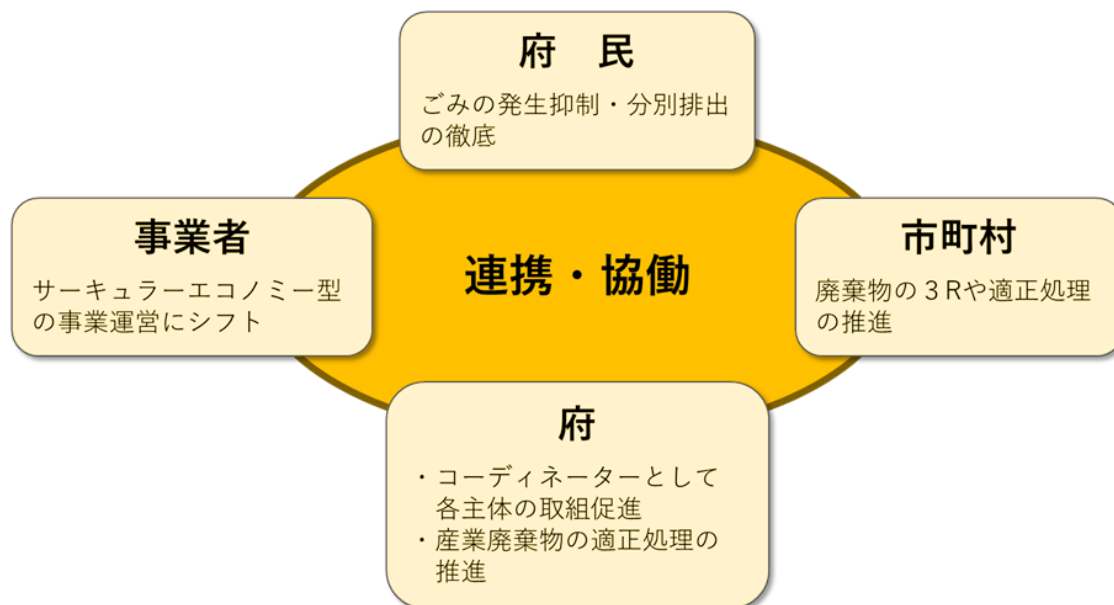 府　民
ごみの発生抑制・分別排出
の徹底
事業者
サーキュラーエコノミー型
の事業運営にシフト
連携・協働
市町村
廃棄物の３Rや適正処理
の推進
府
・コーディネーターとして
各主体の取組促進
・産業廃棄物の適正処理の
推進